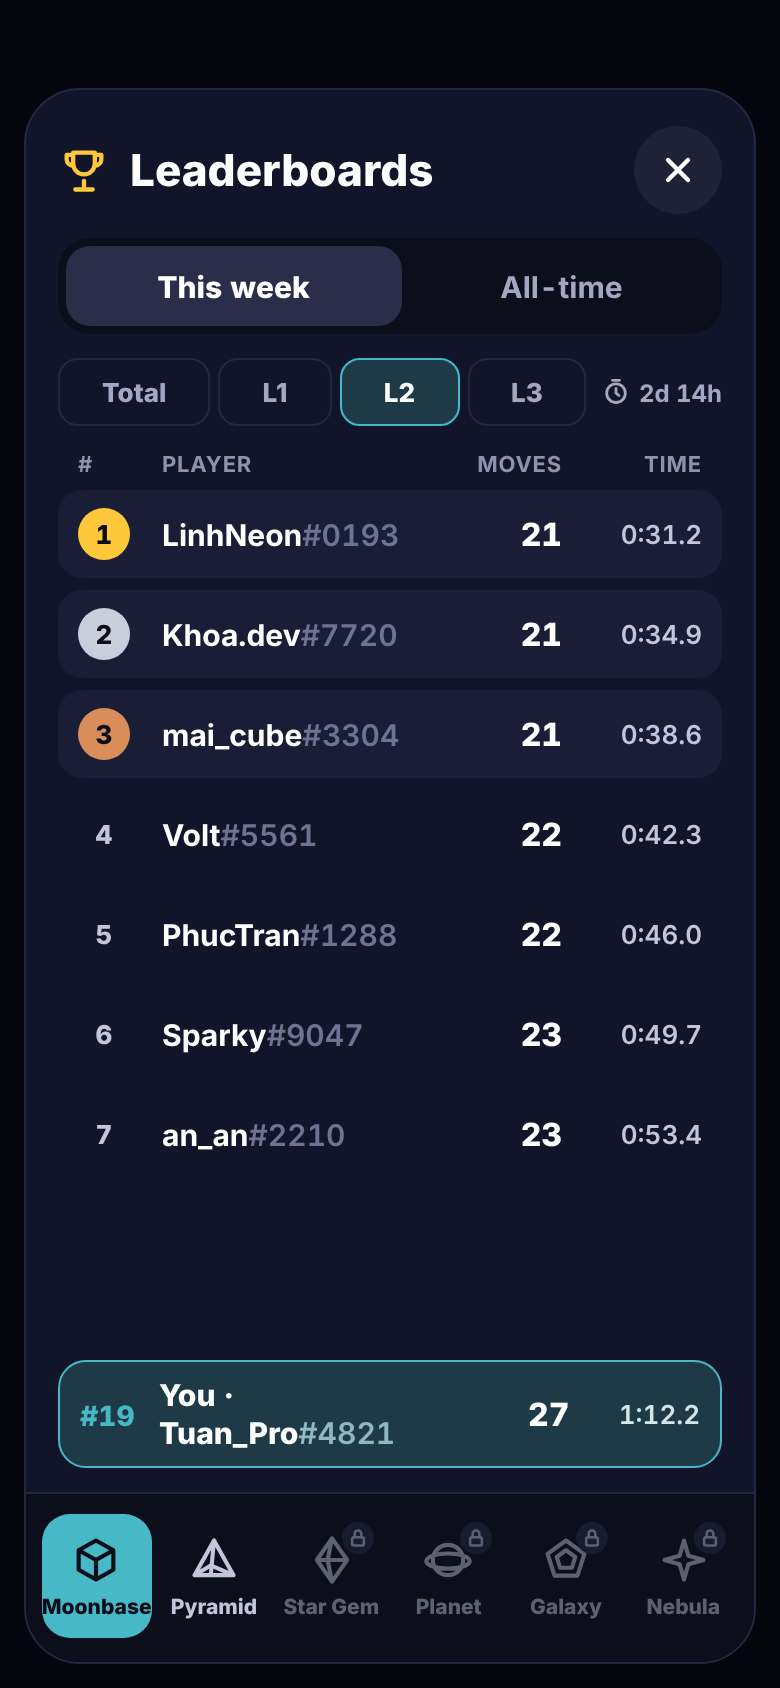 Leaderboards
This week All-time
Total L1 L2 L3 2d 14h
# PLAYER MOVES TIME
1 LinhNeon#0193 21 0:31.2
2 Khoa.dev#7720 21 0:34.9
3 mai_cube#3304 21 0:38.6
4 Volt#5561 22 0:42.3
5 PhucTran#1288 22 0:46.0
6 Sparky#9047 23 0:49.7
7 an_an#2210 23 0:53.4
#19 You · 27 1:12.2
Tuan_Pro#4821
Moonbase Pyramid Star Gem Planet Galaxy Nebula